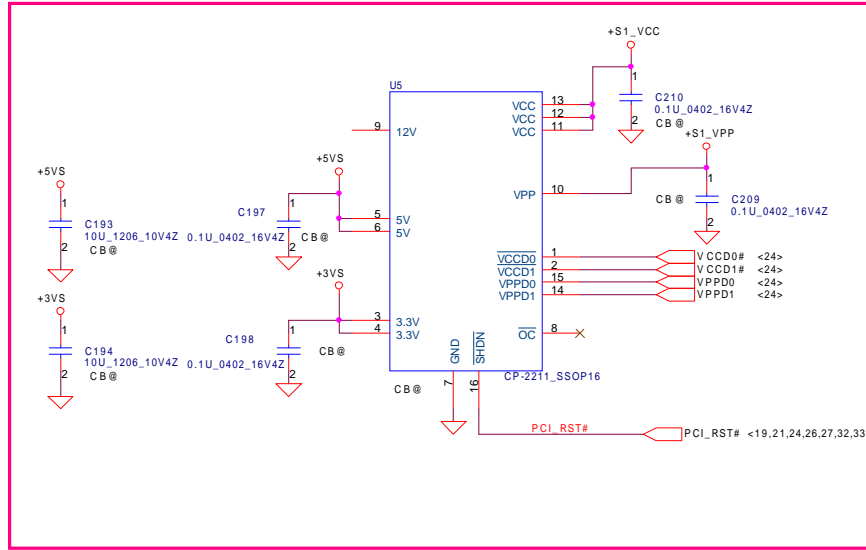 +S1_VCC
U5
1
13
VCC
C210
12
VCC
0.1U_0402_16V4Z
2
11
VCC
CB@
9
12V
+S1_VPP
+5VS
+5VS
1
10
VPP
CB@
C209
0.1U_0402_16V4Z
2
1
C193
10U_1206_10V4Z
2
CB@
1
C197
0.1U_0402_16V4Z
2
CB@
5
5V
6
5V
1
VCCD0
VCCD0# <24>
2
VCCD1
VCCD1# <24>
15
VPPD0
VPPD0 <24>
14
VPPD1
VPPD1 <24>
+3VS
+3VS
1
C194
10U_1206_10V4Z
2
CB@
1
C198
0.1U_0402_16V4Z
2
CB@
3
3.3V
4
3.3V
8
OC
GND
SHDN
CP-2211_SSOP16
CB@
7
16
PCI_RST#
PCI_RST# <19,21,24,26,27,32,33